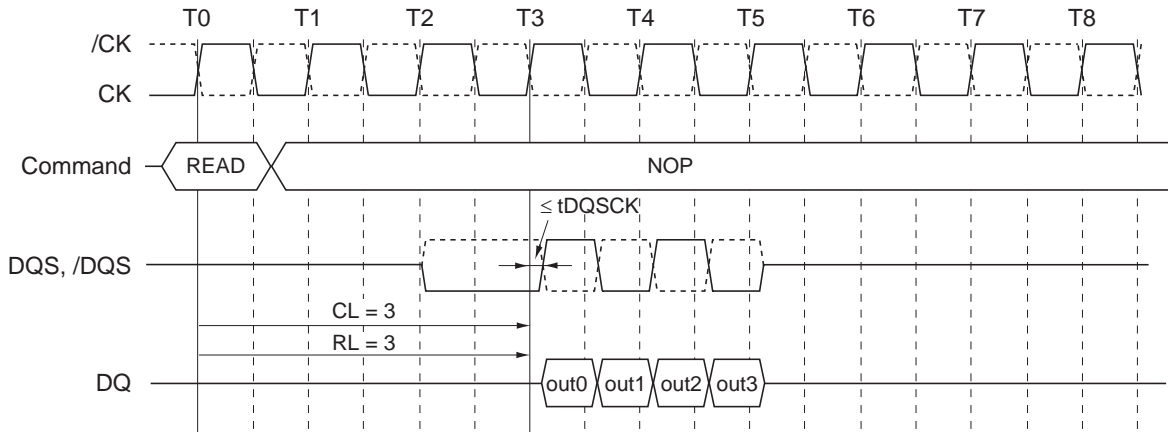 T0 T1 T2 T3 T4 T5 T6 T7 T8
/CK
CK
Command READ NOP
≤ tDQSCK
DQS, /DQS
CL = 3
RL = 3
DQ out0 out1 out2 out3